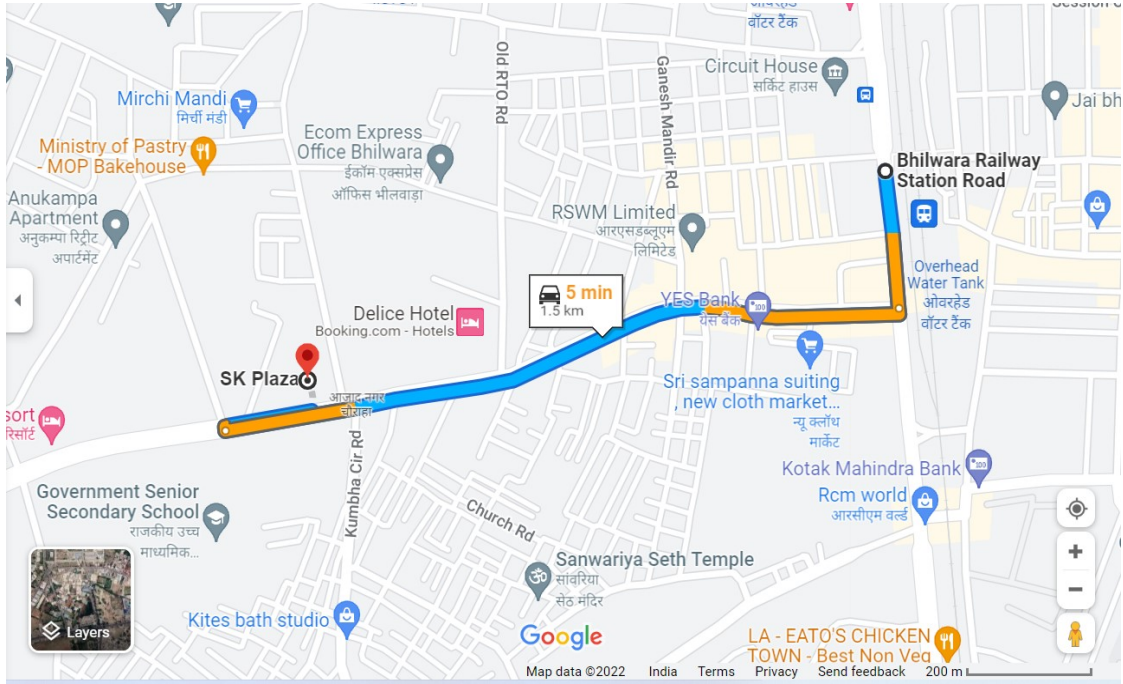 Session C
ओवरहेड
वॉटर टैंक
Circuit House
सर्किट हाउस
Old RTO Rd
Ganesh Mandir Rd
Jai bh
Mirchi Mandi
मिर्ची मंडी
Ministry of Pastry
- MOP Bakehouse
Ecom Express
Office Bhilwara
ईकॉम एक्सप्रेस
ऑफिस भीलवाड़ा
Bhilwara Railway
Station Road
Anukampa
Apartment
अनुकम्पा रिट्रीट
अपार्टमेंट
RSWM Limited
आरएसडब्लूएम
लिमिटेड
Overhead
Water Tank
ओवरहेड
वॉटर टैंक
5 min
1.5 km
YES Bank
येस बैंक
Delice Hotel
Booking.com - Hotels
SK Plaza
आजाद नगर
चौराहा
Sri sampanna suiting
, new cloth market...
न्यू क्लॉथ
मार्केट
sort
रिसॉर्ट
Kumbha Cir Rd
Kotak Mahindra Bank
Rcm world
आरसीएम वर्ल्ड
Government Senior
Secondary School
राजकीय उच्च
माध्यमिक...
Church Rd
Sanwariya Seth Temple
सांवरिया
सेठ मंदिर
Layers
Kites bath studio
Google
LA - EATO'S CHICKEN
TOWN - Best Non Veg
Map data ©2022 India Terms Privacy Send feedback 200 m